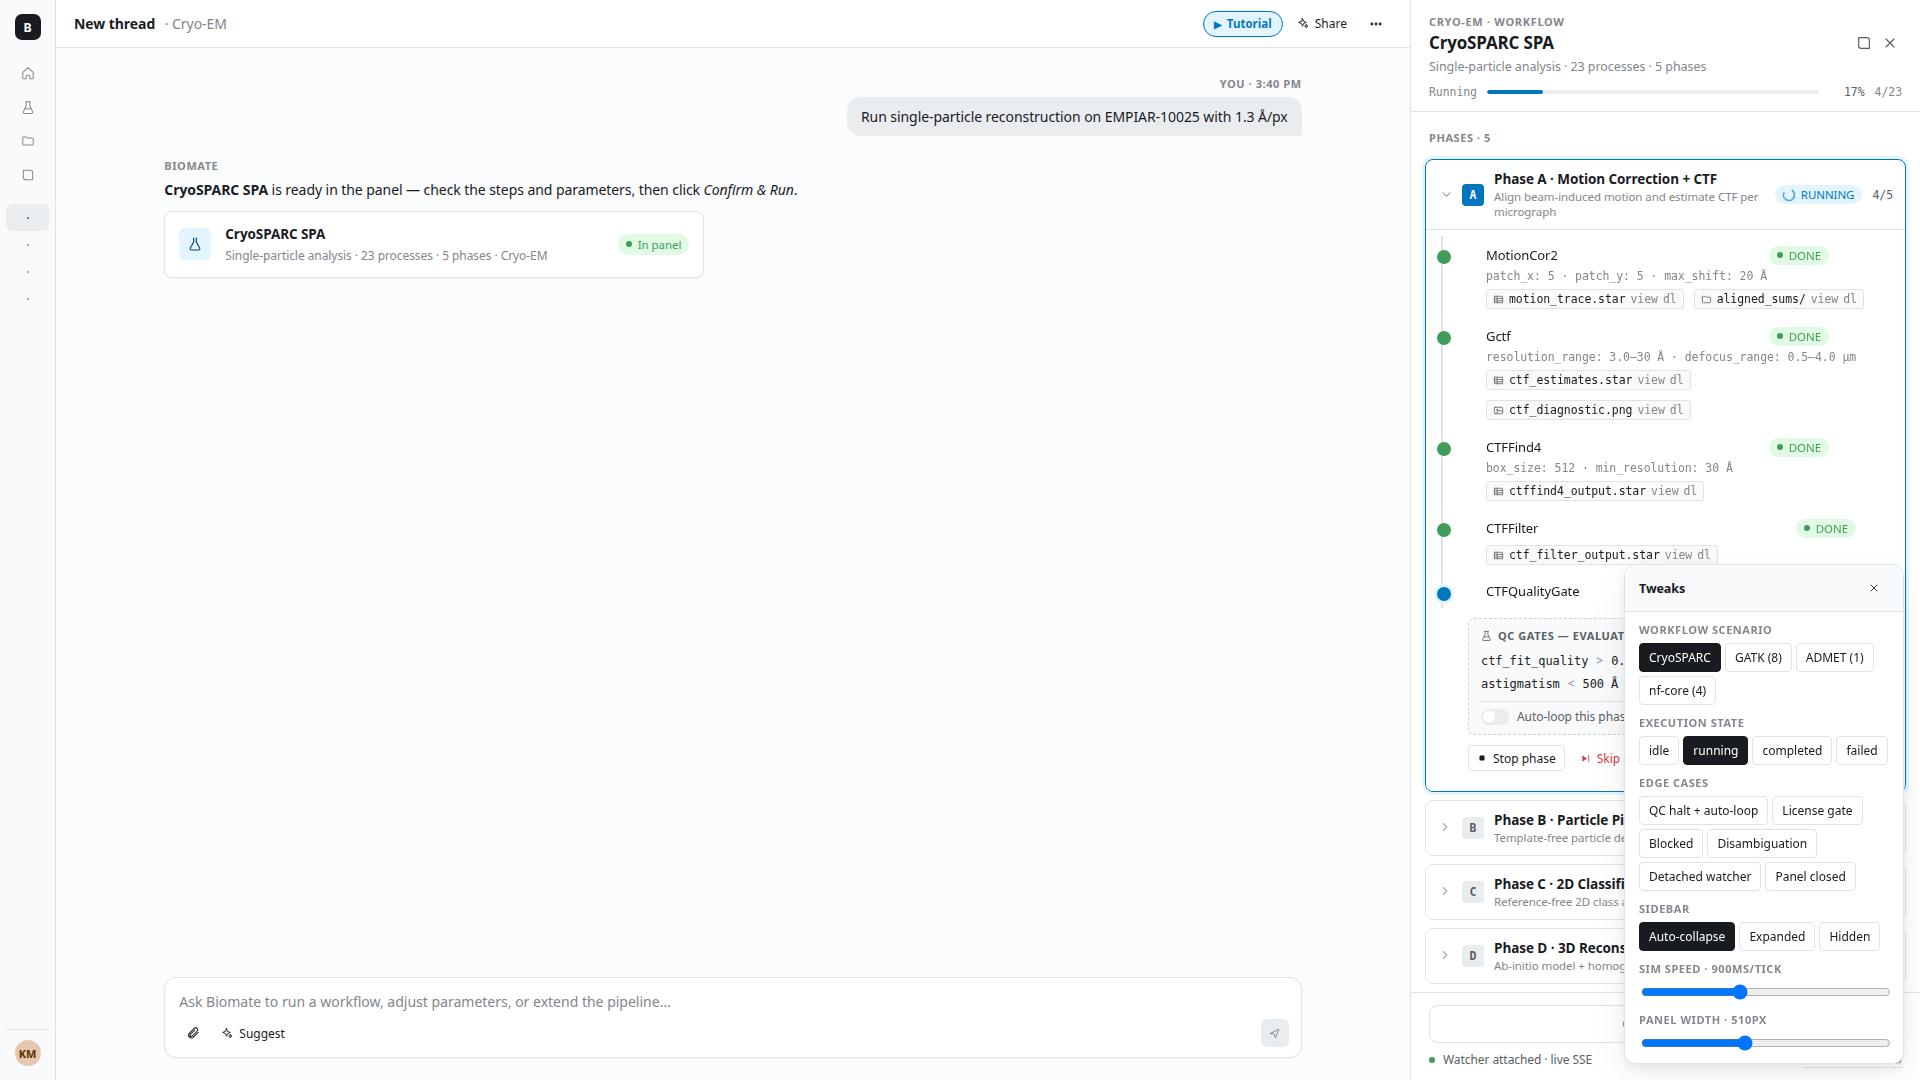 B
New thread · Cryo-EM
▶ Tutorial
Share
YOU · 3:40 PM
Run single-particle reconstruction on EMPIAR-10025 with 1.3 Å/px
BIOMATE
CryoSPARC SPA is ready in the panel — check the steps and parameters, then click Confirm & Run.
CryoSPARC SPA
Single-particle analysis · 23 processes · 5 phases · Cryo-EM
In panel
Ask Biomate to run a workflow, adjust parameters, or extend the pipeline...
Suggest
KM
CRYO-EM · WORKFLOW
CryoSPARC SPA
Single-particle analysis · 23 processes · 5 phases
Running 17% 4/23
PHASES · 5
A
Phase A · Motion Correction + CTF
Align beam-induced motion and estimate CTF per
micrograph
RUNNING 4/5
MotionCor2 DONE
patch_x: 5 · patch_y: 5 · max_shift: 20 Å
motion_trace.star view dl aligned_sums/ view dl
Gctf DONE
resolution_range: 3.0–30 Å · defocus_range: 0.5–4.0 µm
ctf_estimates.star view dl
ctf_diagnostic.png view dl
CTFFind4 DONE
box_size: 512 · min_resolution: 30 Å
ctffind4_output.star view dl
CTFFilter DONE
ctf_filter_output.star view dl
CTFQualityGate
QC GATES — EVALUAT
ctf_fit_quality > 0.
astigmatism < 500 Å
Auto-loop this phas
Stop phase Skip
B
Phase B · Particle Pi
Template-free particle de
C
Phase C · 2D Classifi
Reference-free 2D class
D
Phase D · 3D Recons
Ab-initio model + homog
Watcher attached · live SSE
Tweaks
WORKFLOW SCENARIO
CryoSPARC GATK (8) ADMET (1)
nf-core (4)
EXECUTION STATE
idle running completed failed
EDGE CASES
QC halt + auto-loop License gate
Blocked Disambiguation
Detached watcher Panel closed
SIDEBAR
Auto-collapse Expanded Hidden
SIM SPEED · 900MS/TICK
PANEL WIDTH · 510PX